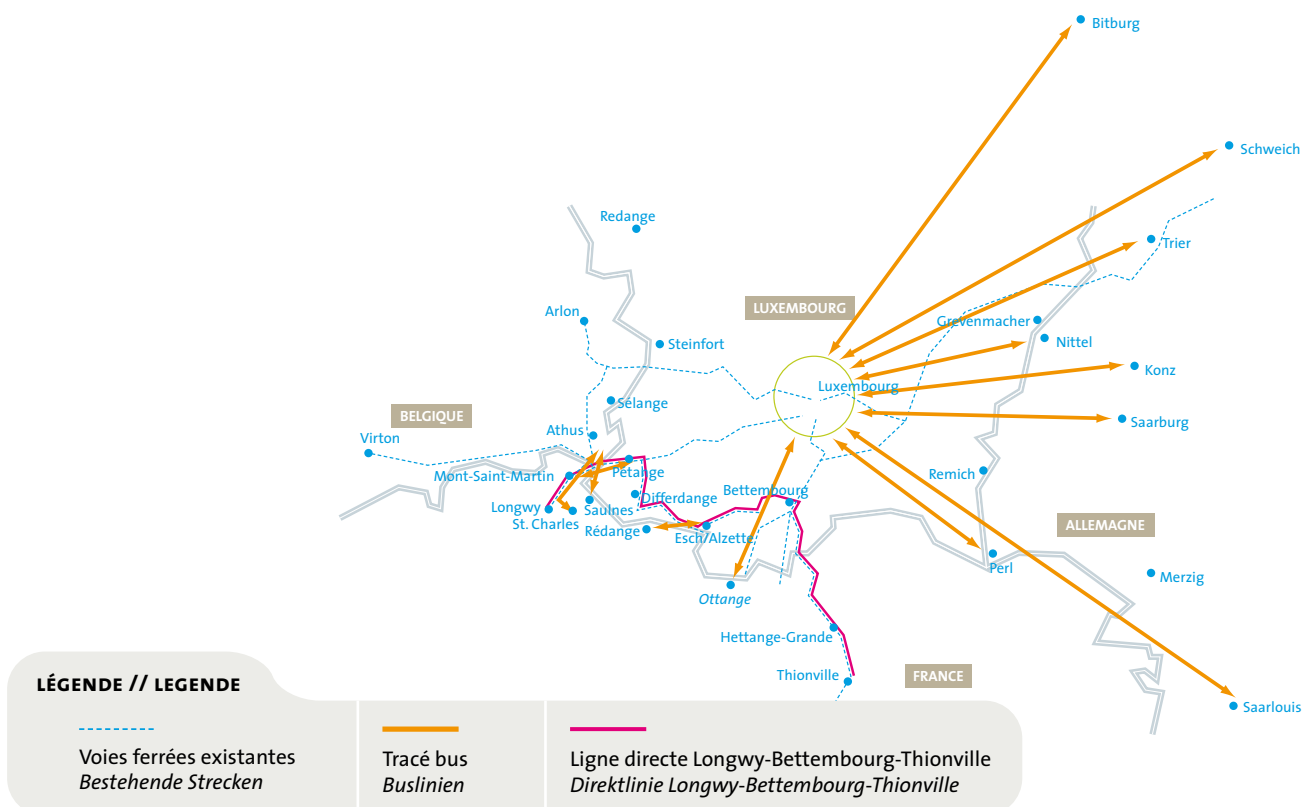 Bitburg
Schweich
Redange
Trier
LUXEMBOURG
Arlon
Grevenmacher
Steinfort
Nittel
Konz
Luxembourg
Sélange
BELGIQUE
Saarburg
Athus
Virton
Mont-Saint-Martin
Pétange
Remich
Differdange
Bettembourg
Longwy
Saulnes
St. Charles
Rédange
Esch/Alzette
ALLEMAGNE
Perl
Merzig
Ottange
Hettange-Grande
Thionville
FRANCE
Saarlouis
LÉGENDE // LEGENDE
Voies ferrées existantes
Bestehende Strecken
Tracé bus
Buslinien
Ligne directe Longwy-Bettembourg-Thionville
Direktlinie Longwy-Bettembourg-Thionville